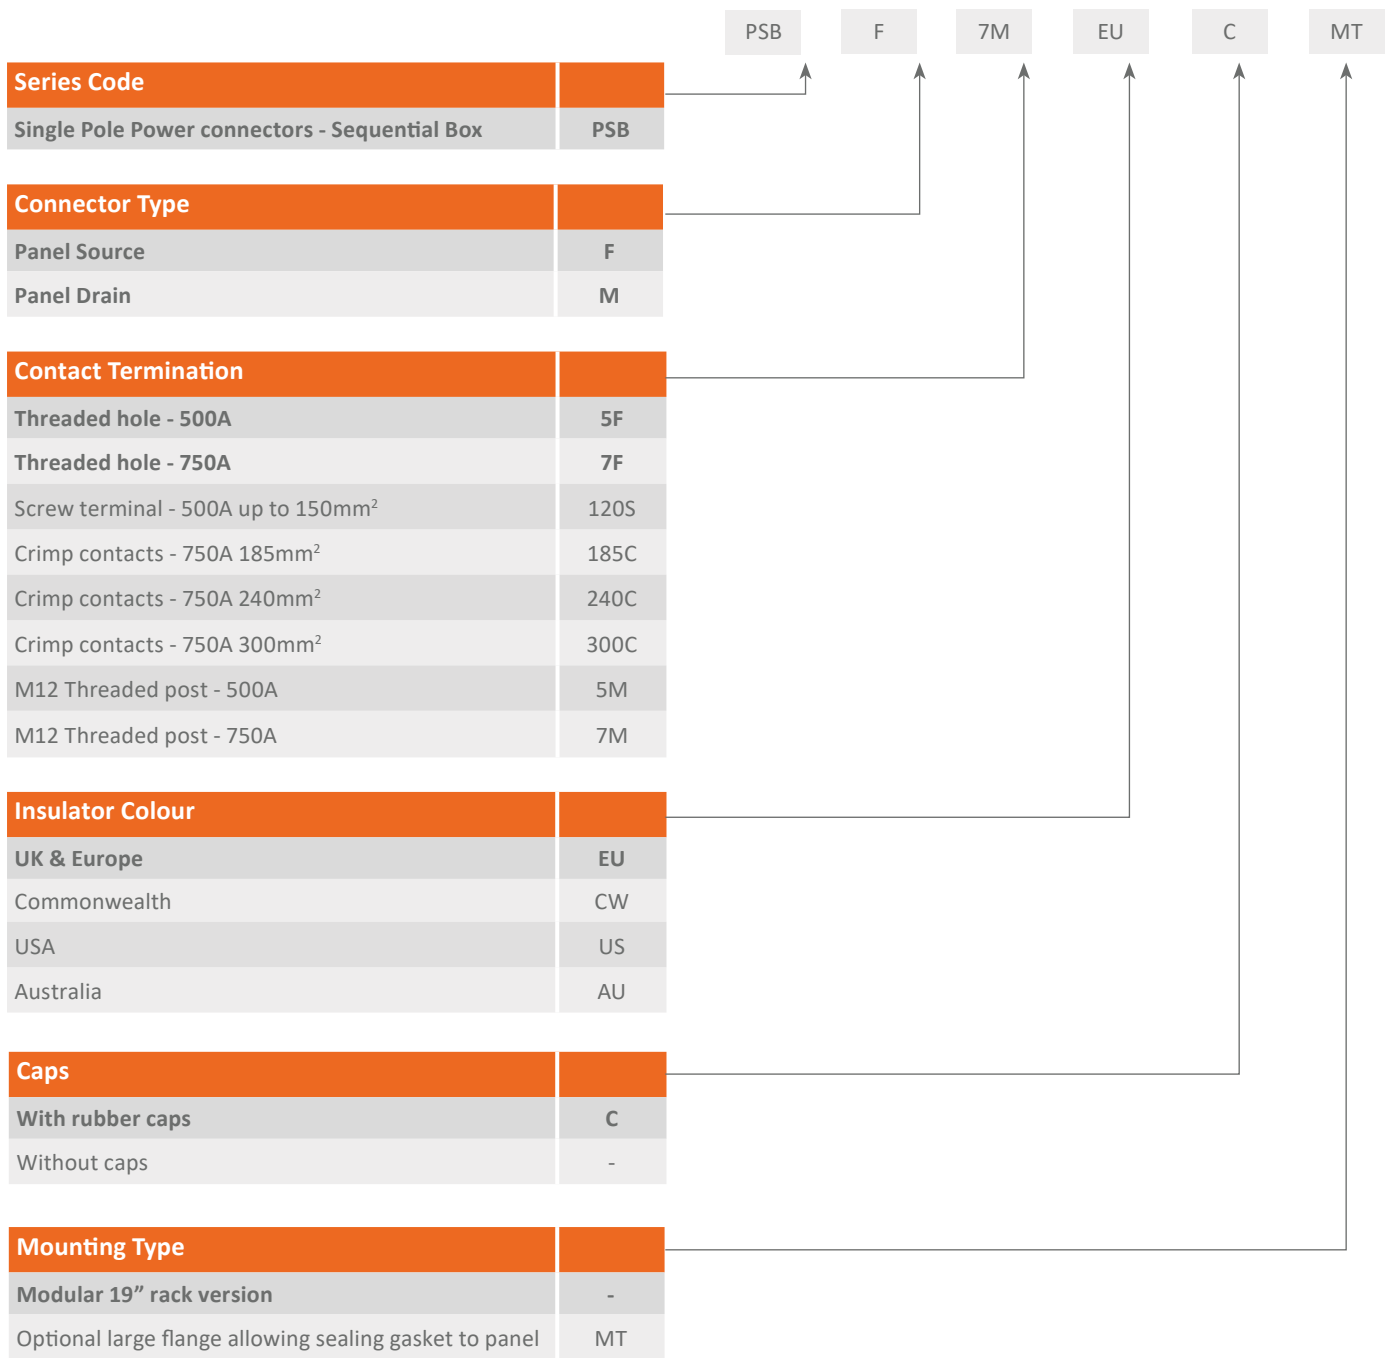 PSB F 7M EU C MT
Series Code
Single Pole Power connectors - Sequential Box PSB
Connector Type
Panel Source F
Panel Drain M
Contact Termination
Threaded hole - 500A 5F
Threaded hole - 750A 7F
Screw terminal - 500A up to 150mm² 120S
Crimp contacts - 750A 185mm² 185C
Crimp contacts - 750A 240mm² 240C
Crimp contacts - 750A 300mm² 300C
M12 Threaded post - 500A 5M
M12 Threaded post - 750A 7M
Insulator Colour
UK & Europe EU
Commonwealth CW
USA US
Australia AU
Caps
With rubber caps C
Without caps -
Mounting Type
Modular 19” rack version -
Optional large flange allowing sealing gasket to panel MT